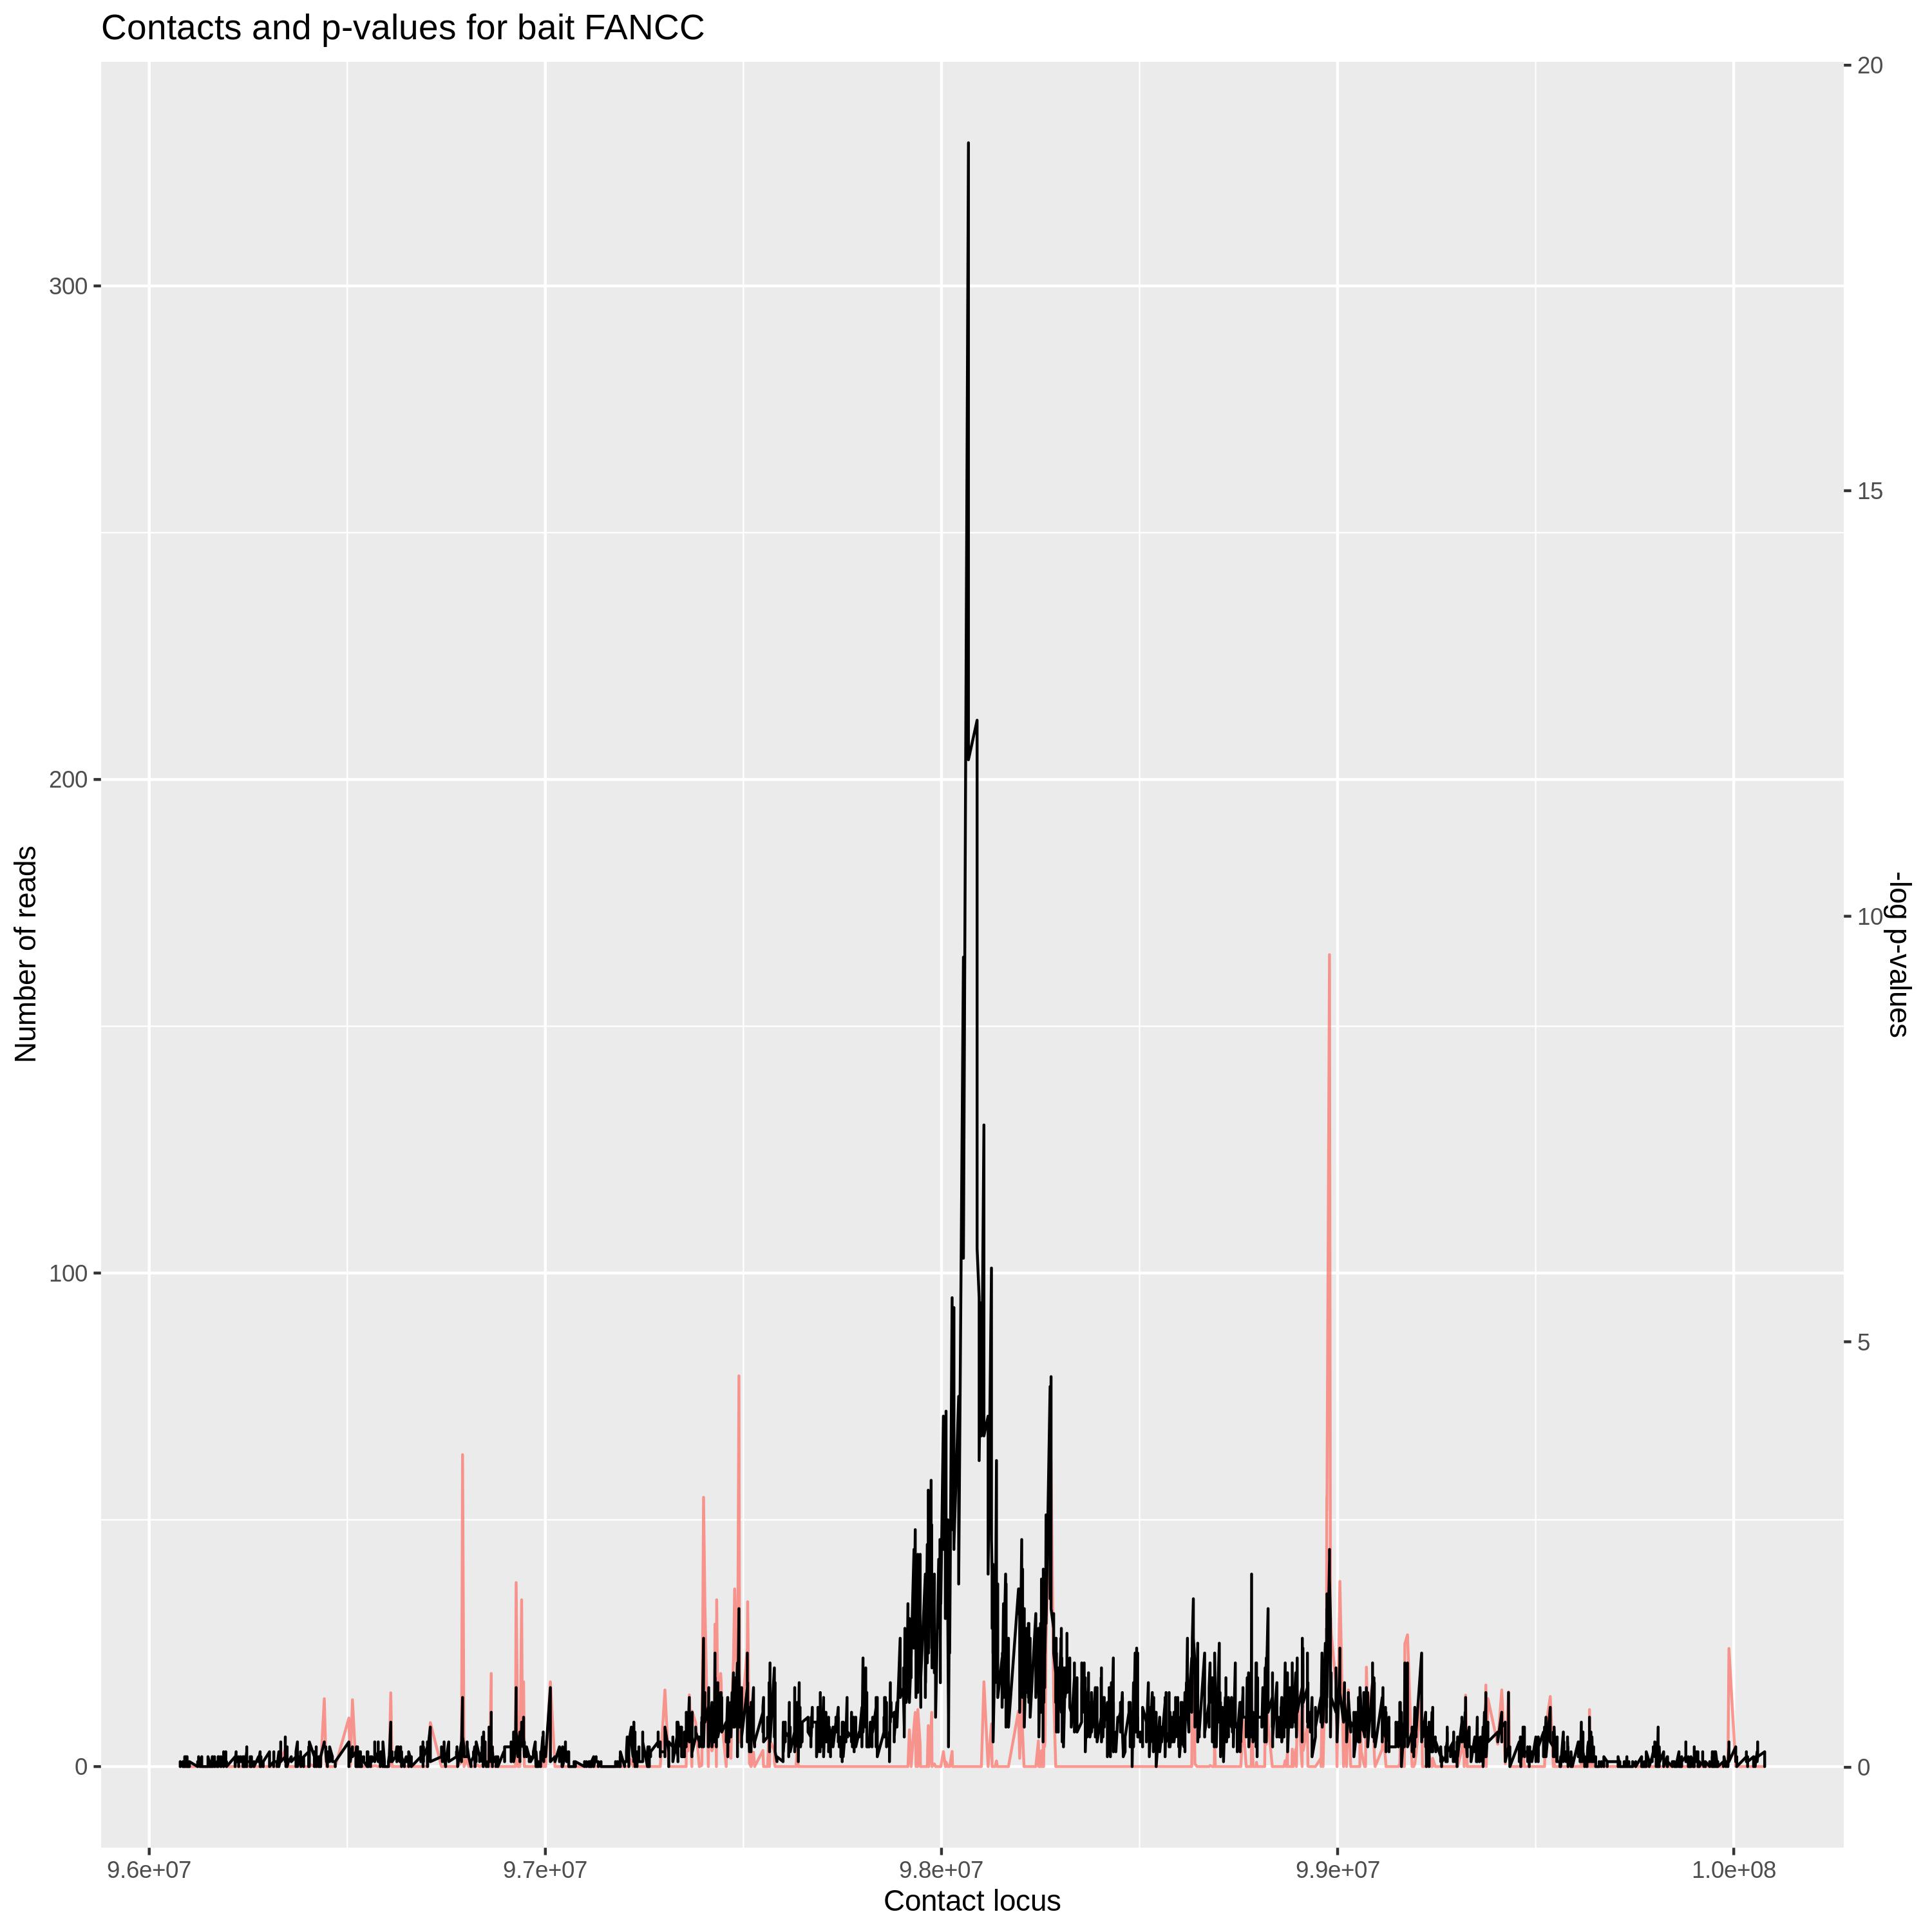 Contacts and p-values for bait FANCC
20
300
15
200
Number of reads
10
-log p-values
100
5
0
0
9.6e+07
9.7e+07
9.8e+07
9.9e+07
1.0e+08
Contact locus